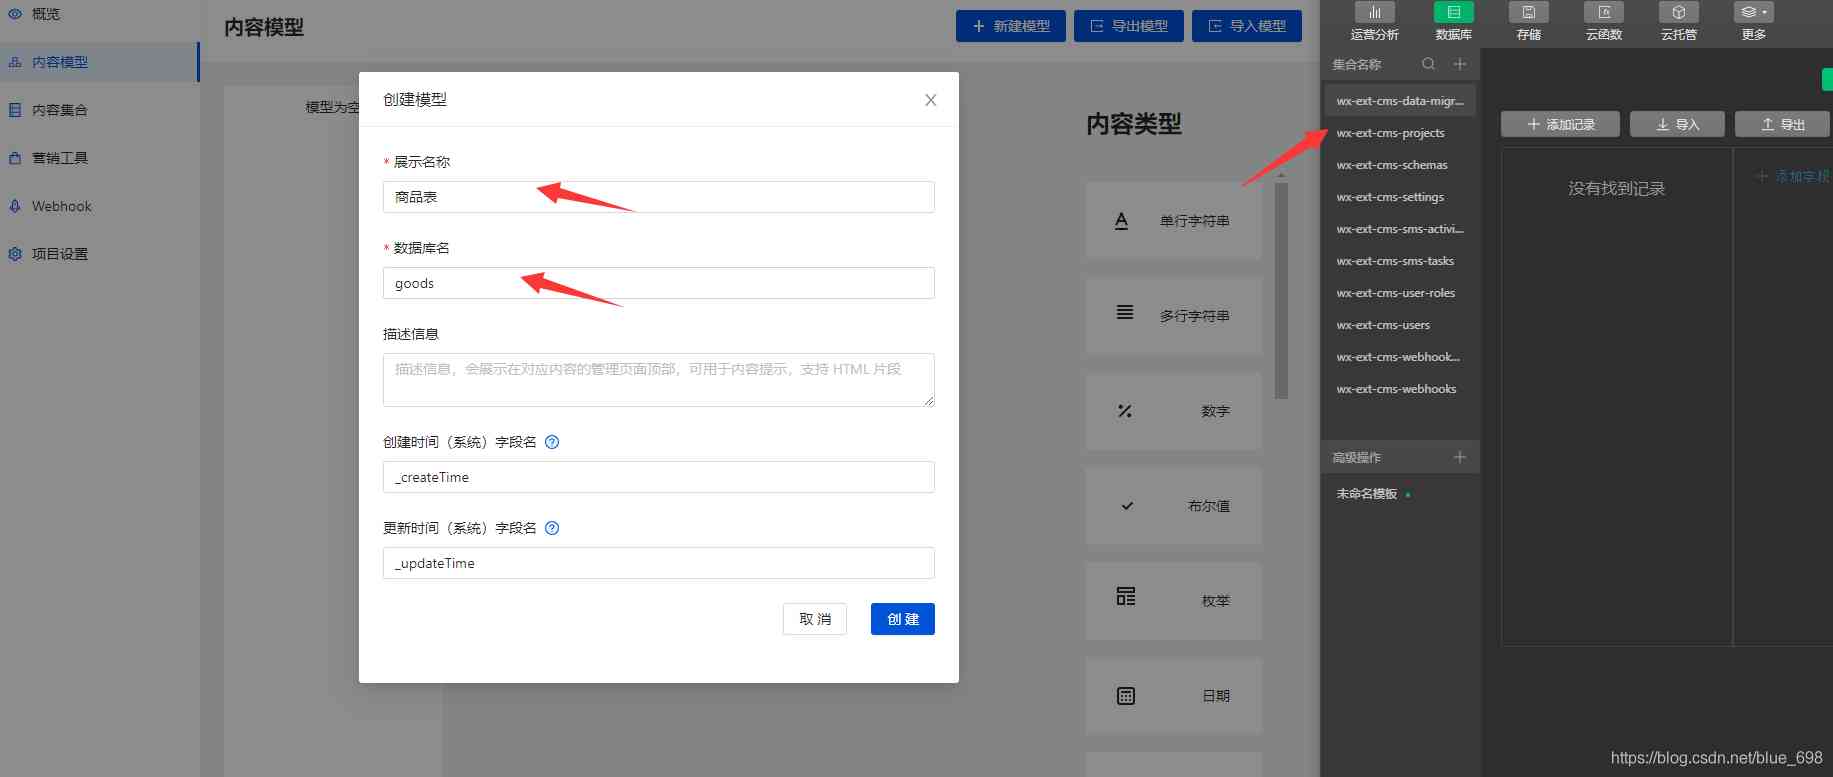 概览
内容模型
内容集合
营销工具
Webhook
项目设置
内容模型
新建模型
导出模型
导入模型
模型为空
创建模型
* 展示名称
商品表
* 数据库名
goods
描述信息
描述信息，会展示在对应内容的管理页面顶部，可用于内容提示，支持 HTML 片段
创建时间（系统）字段名
_createTime
更新时间（系统）字段名
_updateTime
取 消
创 建
内容类型
单行字符串
多行字符串
数字
布尔值
枚举
日期
运营分析
数据库
存储
云函数
云托管
更多
集合名称
wx-ext-cms-data-migr...
wx-ext-cms-projects
wx-ext-cms-schemas
wx-ext-cms-settings
wx-ext-cms-sms-activi...
wx-ext-cms-sms-tasks
wx-ext-cms-user-roles
wx-ext-cms-users
wx-ext-cms-webhook...
wx-ext-cms-webhooks
高级操作
未命名模板
添加记录
导入
导出
没有找到记录
添加字段
https://blog.csdn.net/blue_698